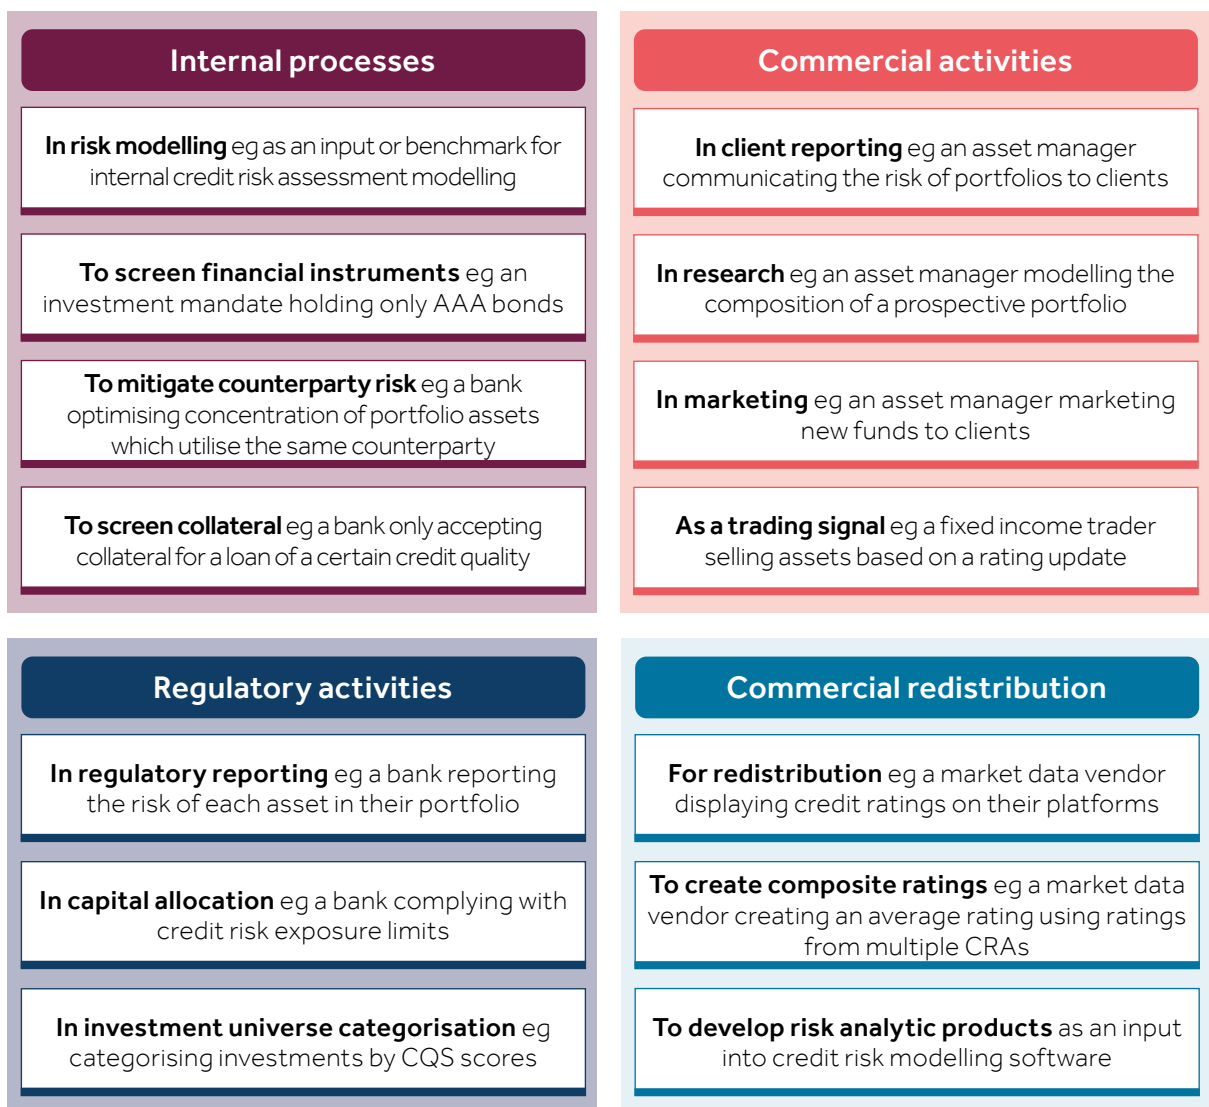 Internal processes
In risk modelling eg as an input or benchmark for
internal credit risk assessment modelling
To screen financial instruments eg an
investment mandate holding only AAA bonds
To mitigate counterparty risk eg a bank
optimising concentration of portfolio assets
which utilise the same counterparty
To screen collateral eg a bank only accepting
collateral for a loan of a certain credit quality
Commercial activities
In client reporting eg an asset manager
communicating the risk of portfolios to clients
In research eg an asset manager modelling the
composition of a prospective portfolio
In marketing eg an asset manager marketing
new funds to clients
As a trading signal eg a fixed income trader
selling assets based on a rating update
Regulatory activities
In regulatory reporting eg a bank reporting
the risk of each asset in their portfolio
In capital allocation eg a bank complying with
credit risk exposure limits
In investment universe categorisation eg
categorising investments by CQS scores
Commercial redistribution
For redistribution eg a market data vendor
displaying credit ratings on their platforms
To create composite ratings eg a market data
vendor creating an average rating using ratings
from multiple CRAs
To develop risk analytic products as an input
into credit risk modelling software